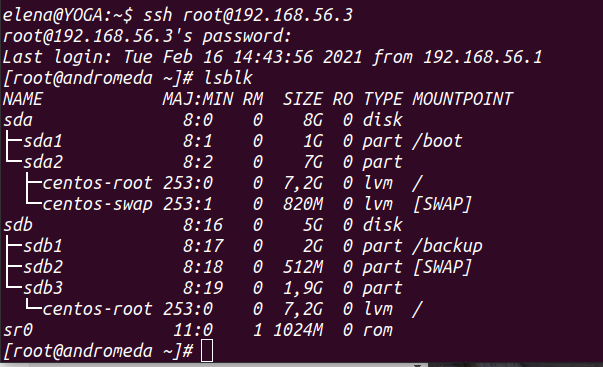 elena@YOGA:~$ ssh root@192.168.56.3
root@192.168.56.3's password:
Last login: Tue Feb 16 14:43:56 2021 from 192.168.56.1
[root@andromeda ~]# lsblk
NAME            MAJ:MIN RM  SIZE RO TYPE MOUNTPOINT
sda               8:0    0    8G  0 disk
├─sda1            8:1    0    1G  0 part /boot
└─sda2            8:2    0    7G  0 part
  ├─centos-root 253:0    0  7,2G  0 lvm  /
  └─centos-swap 253:1    0  820M  0 lvm  [SWAP]
sdb               8:16   0    5G  0 disk
├─sdb1            8:17   0    2G  0 part /backup
├─sdb2            8:18   0  512M  0 part [SWAP]
└─sdb3            8:19   0  1,9G  0 part
  └─centos-root 253:0    0  7,2G  0 lvm  /
sr0              11:0    1 1024M  0 rom
[root@andromeda ~]#